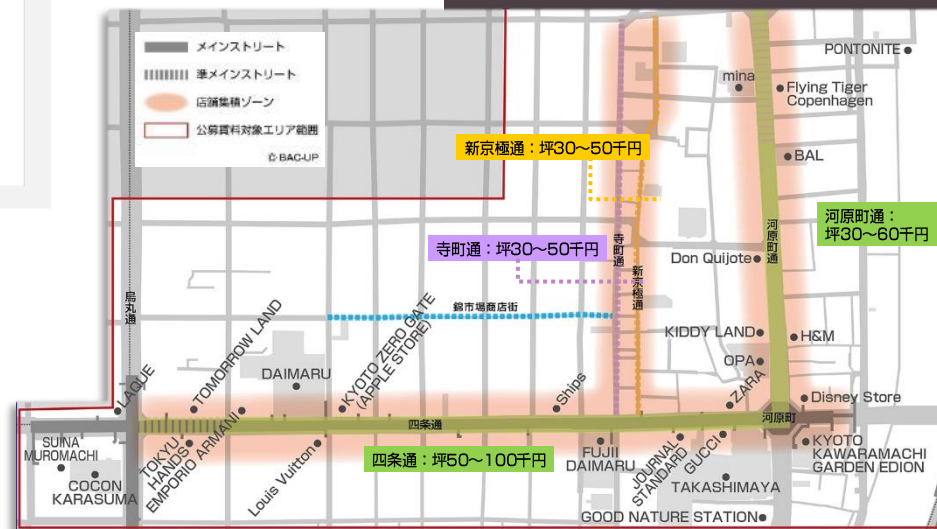 メインストリート
準メインストリート
店舗集積ゾーン
公募賃料対象エリア範囲
© BAC-UP
PONTONITE
mina
Flying Tiger
Copenhagen
新京極通：坪30〜50千円
BAL
河原町通：
坪30〜60千円
寺町通：坪30〜50千円
寺町通
新京極通
河原町通
Don Quijote
烏丸通
錦市場商店街
KIDDY LAND
H&M
OPA
LAQUE
TOMORROW LAND
DAIMARU
KYOTO ZERO GATE
(APPLE STORE)
Ships
ZARA
Disney Store
四条通
河原町
SUINA
MUROMACHI
COCON
KARASUMA
TOKYU
HANDS
EMPORIO ARMANI
Louis Vuitton
四条通：坪50〜100千円
FUJII
DAIMARU
JOURNAL
STANDARD
GUCCI
TAKASHIMAYA
KYOTO
KAWARAMACHI
GARDEN EDION
GOOD NATURE STATION